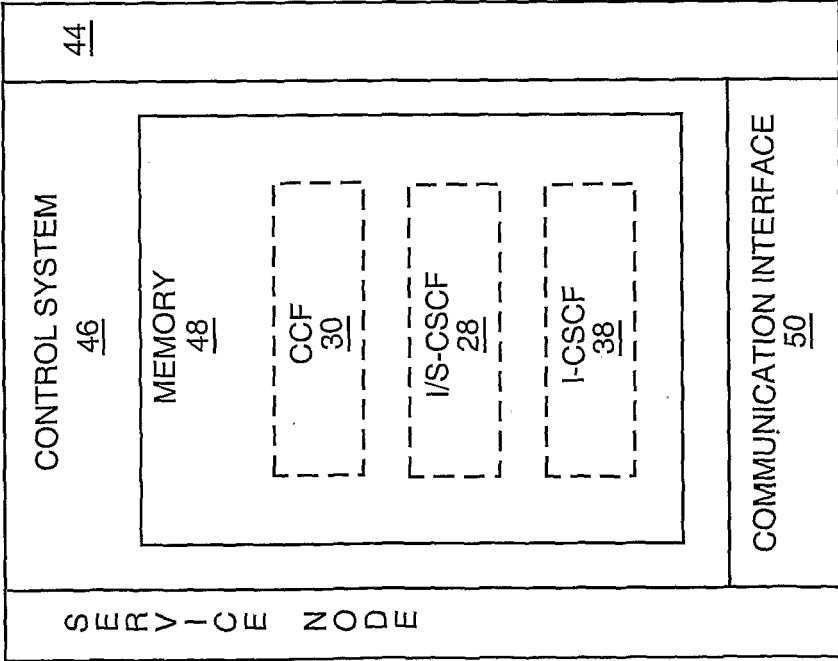 SERVICE NODE
CONTROL SYSTEM
46
44
MEMORY
48
CCF
30
I/S-CSCF
28
I-CSCF
38
COMMUNICATION INTERFACE
50